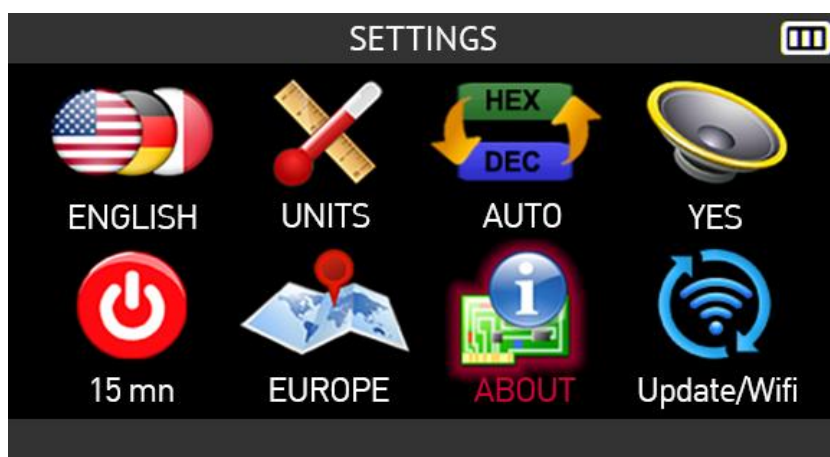 SETTINGS
HEX
DEC
ENGLISH UNITS AUTO YES
i
15 mn EUROPE ABOUT Update/Wifi